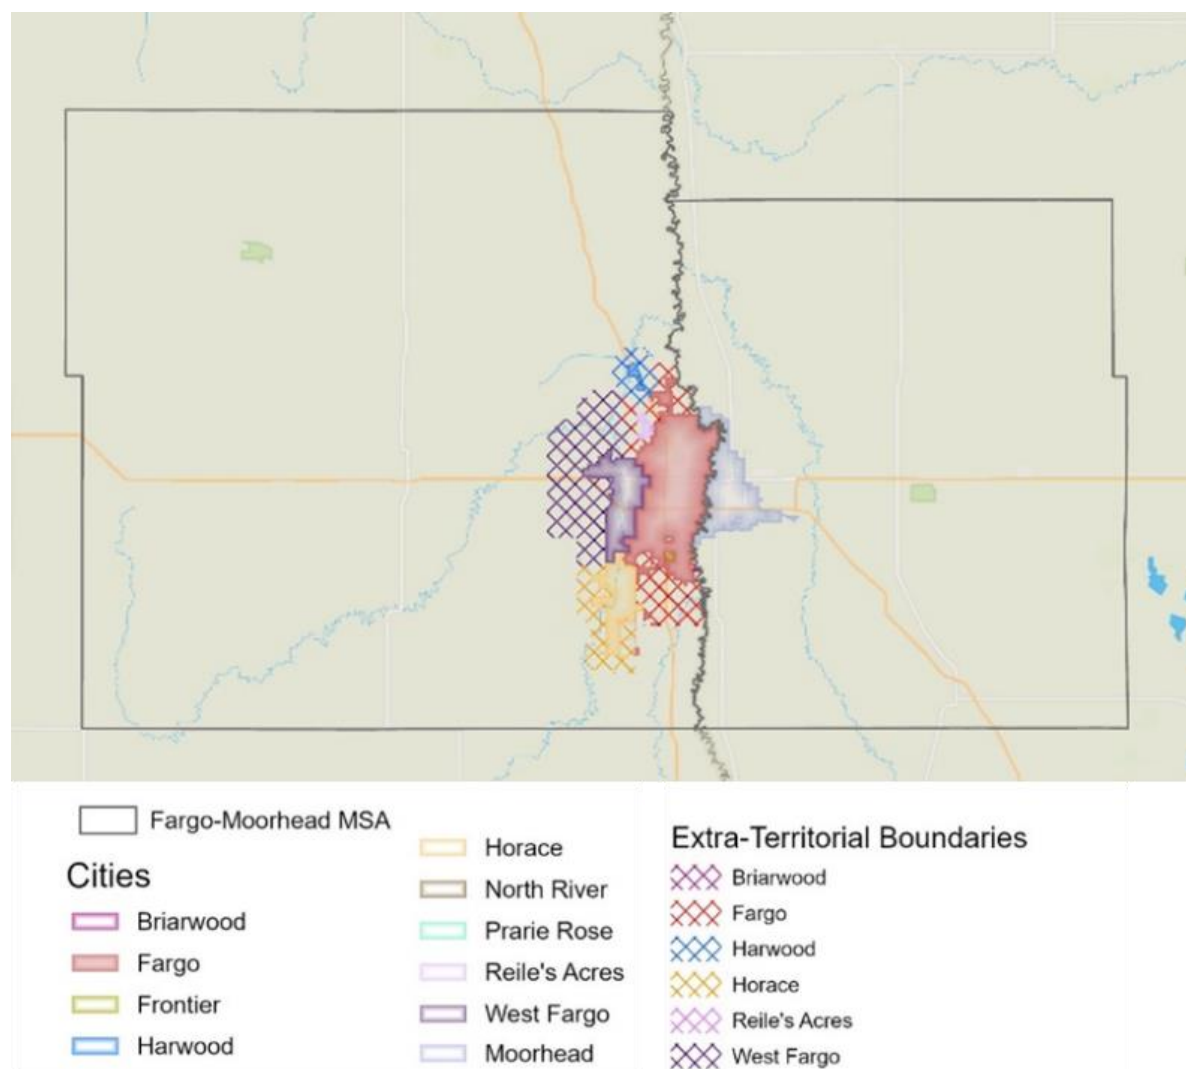 Fargo-Moorhead MSA
Cities
Briarwood
Fargo
Frontier
Harwood
Horace
North River
Prarie Rose
Reile's Acres
West Fargo
Moorhead
Extra-Territorial Boundaries
Briarwood
Fargo
Harwood
Horace
Reile's Acres
West Fargo